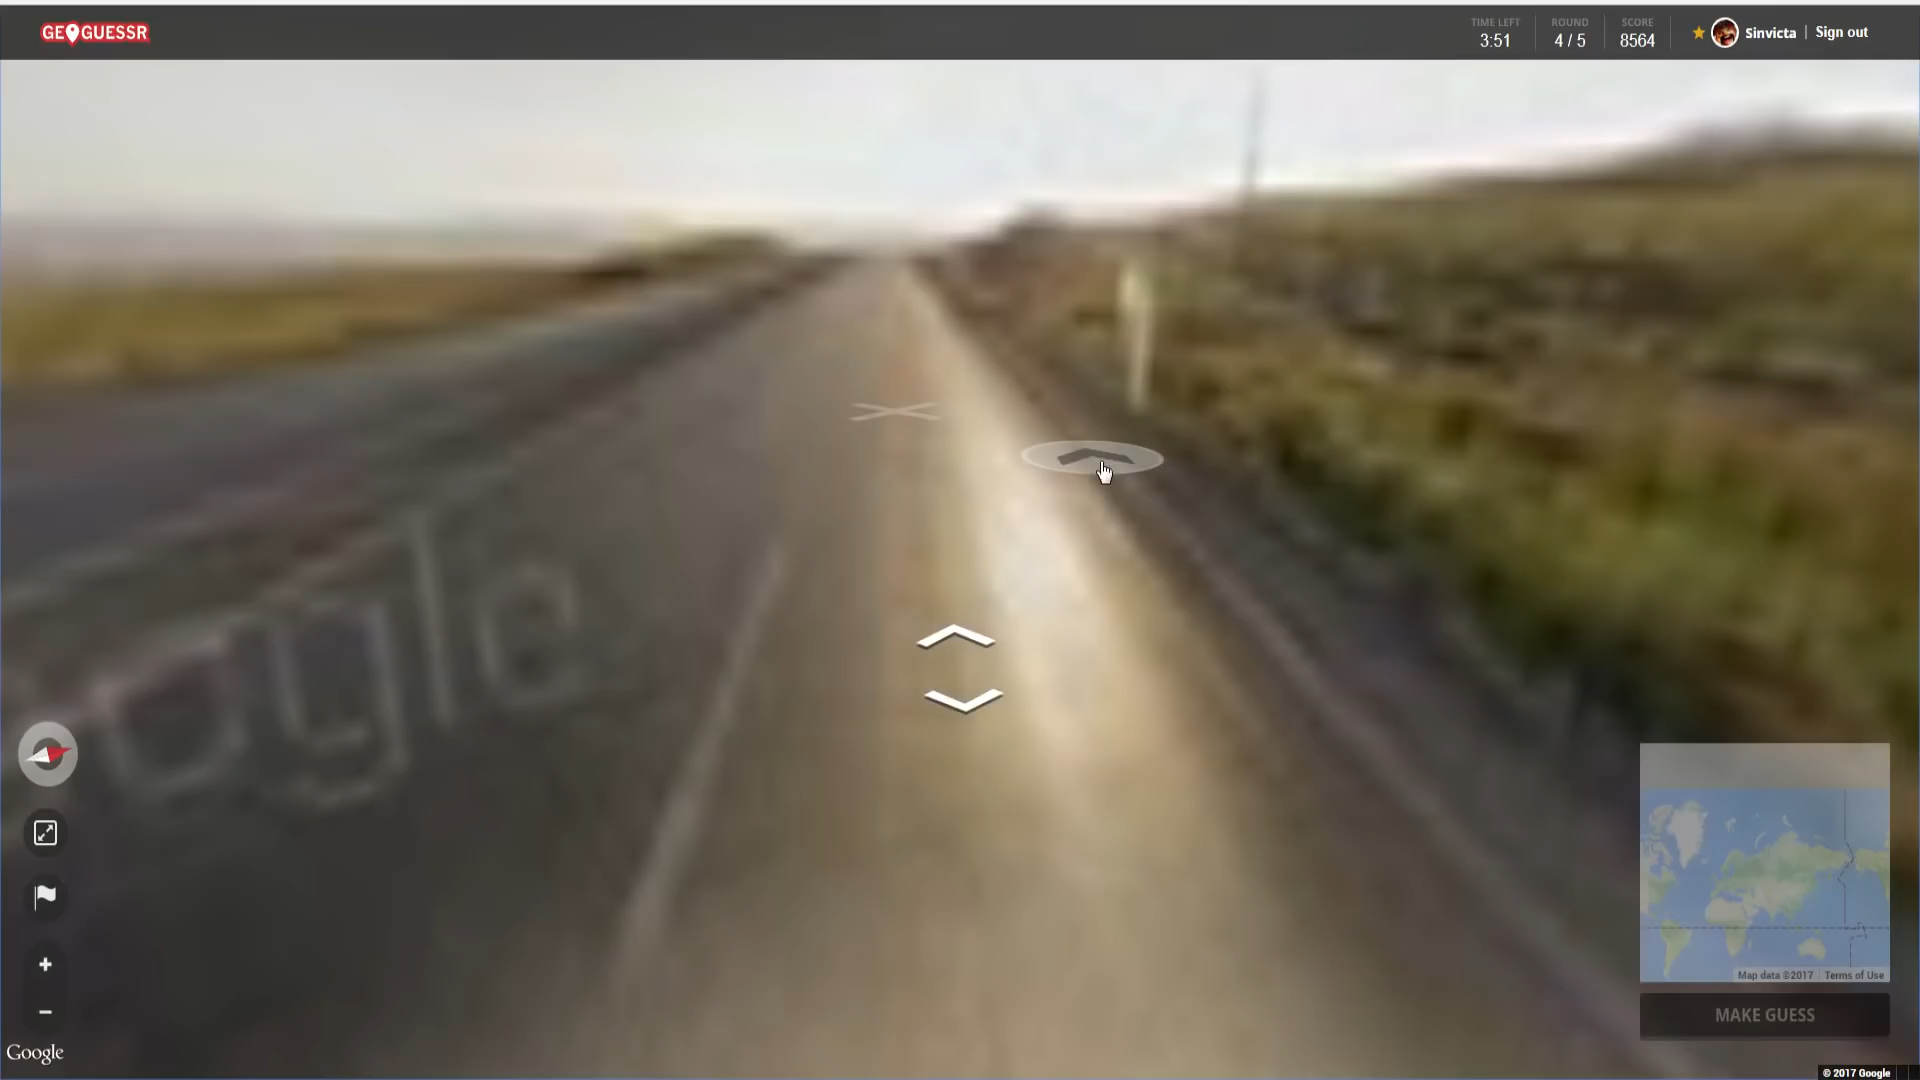 GEOGUESSR
TIME LEFT
3:51
ROUND
4 / 5
SCORE
8564
Sinvicta | Sign out
ogle
Map data ©2017
Terms of Use
MAKE GUESS
Google
© 2017 Google